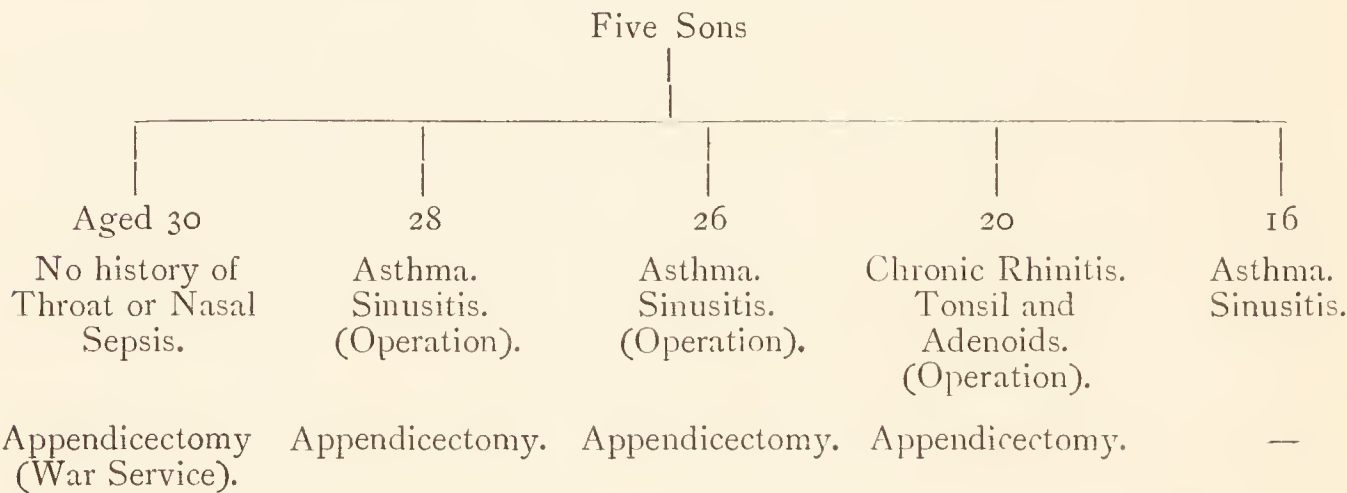 Five Sons
Aged 30
No history of
Throat or Nasal
Sepsis.
Appendicectomy
(War Service).
28
Asthma.
Sinusitis.
(Operation).
Appendicectomy.
26
Asthma.
Sinusitis.
(Operation).
Appendicectomy.
20
Chronic Rhinitis.
Tonsil and
Adenoids.
(Operation).
Appendicectomy.
16
Asthma.
Sinusitis.
—